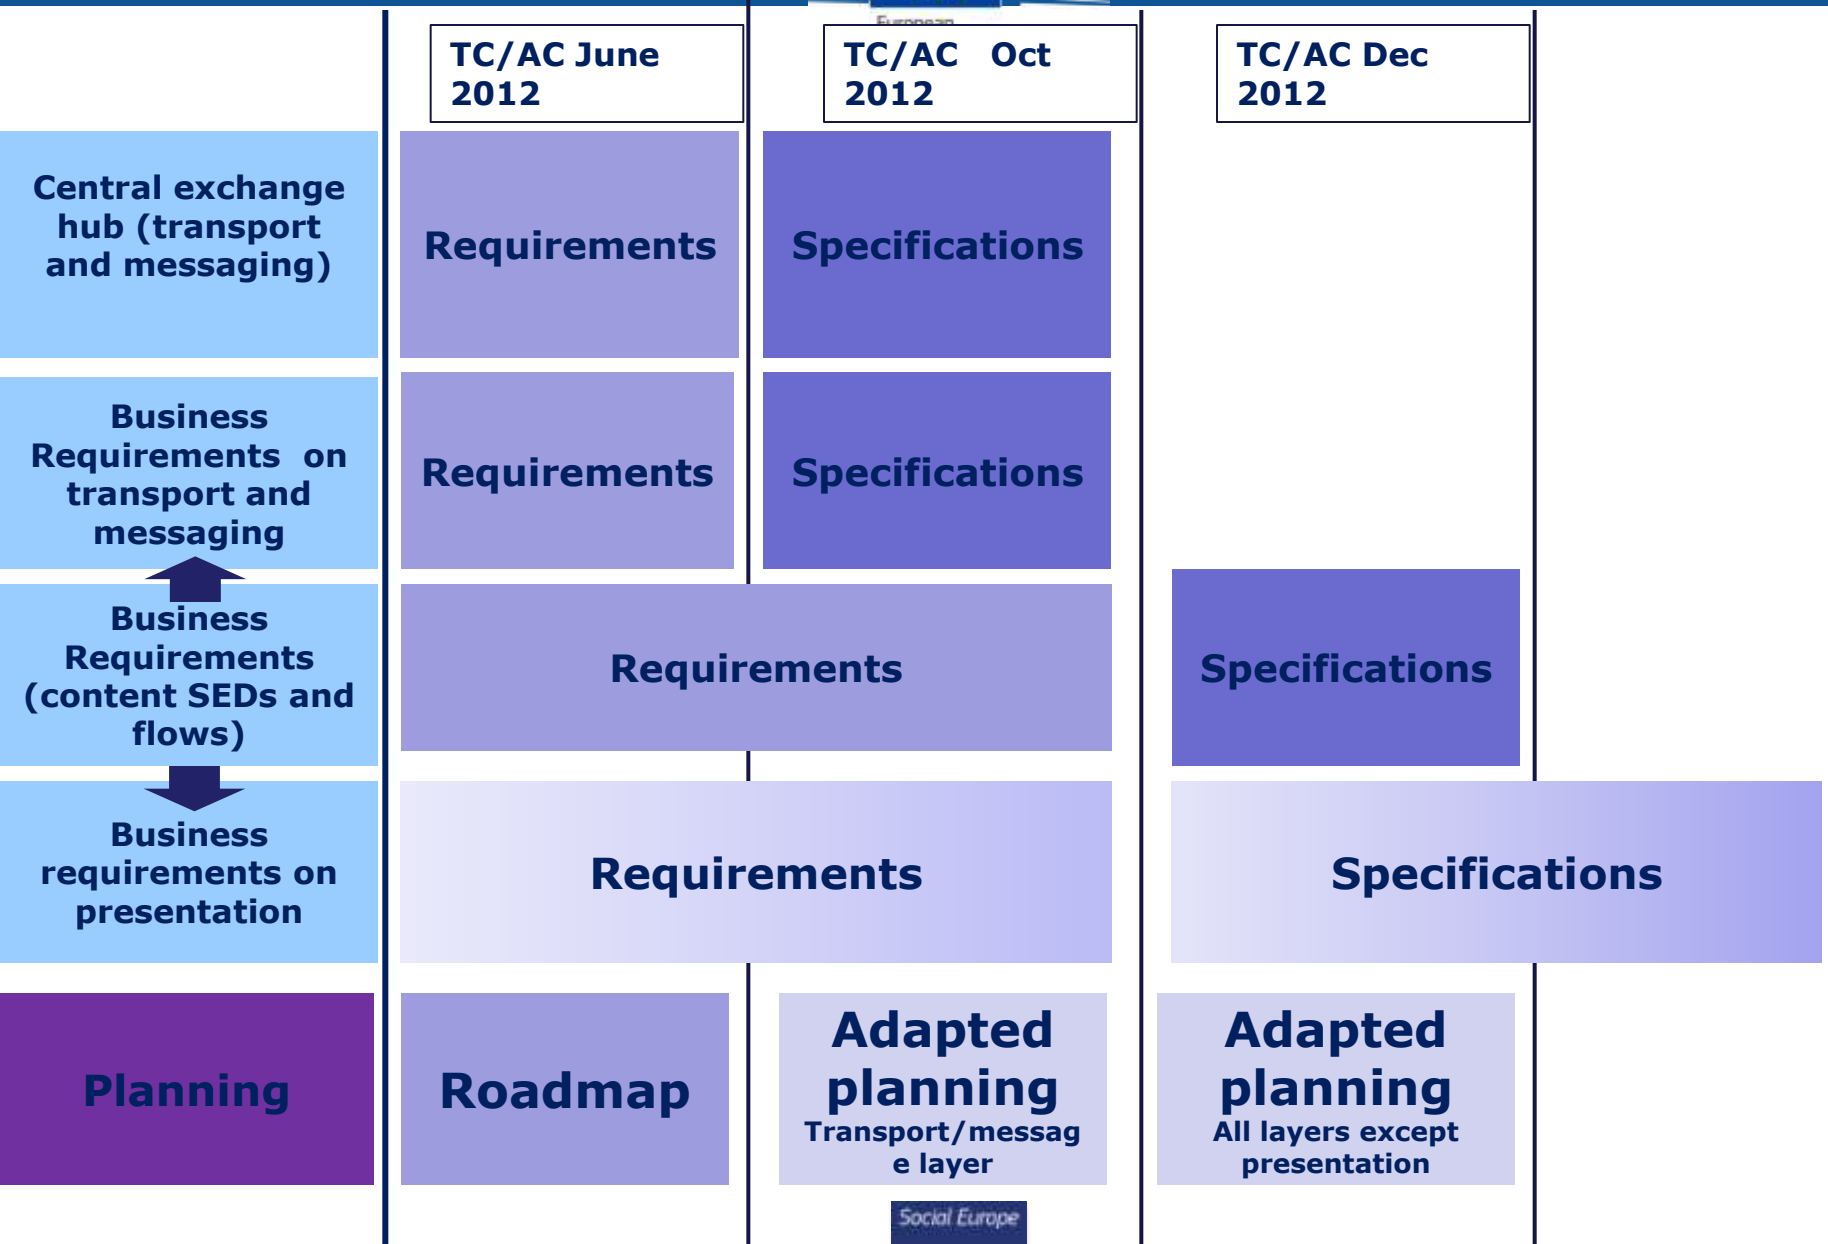 European
TC/AC June
2012
TC/AC Oct
2012
TC/AC Dec
2012
Central exchange
hub (transport
and messaging)
Requirements
Specifications
Business
Requirements on
transport and
messaging
Requirements
Specifications
Business
Requirements
(content SEDs and
flows)
Requirements
Specifications
Business
requirements on
presentation
Requirements
Specifications
Planning
Roadmap
Adapted
planning
Transport/messag
e layer
Adapted
planning
All layers except
presentation
Social Europe